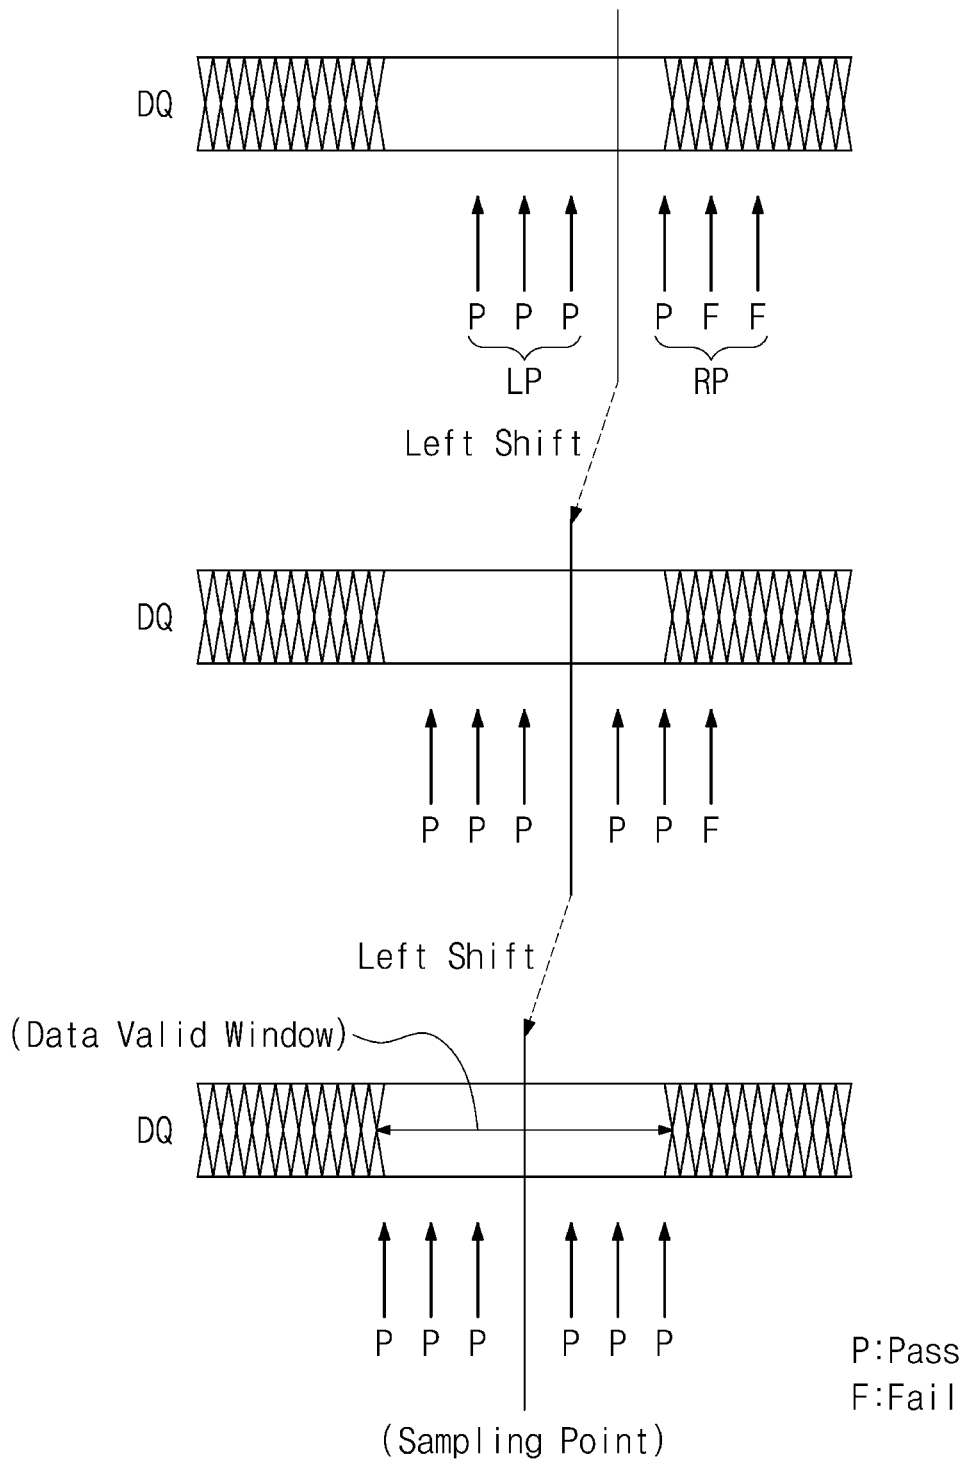 DQ
P P P P F F
LP RP
Left Shift
DQ
P P P P P F
Left Shift
(Data Valid Window)
DQ
P P P P P P
P:Pass
F:Fail
(Sampling Point)